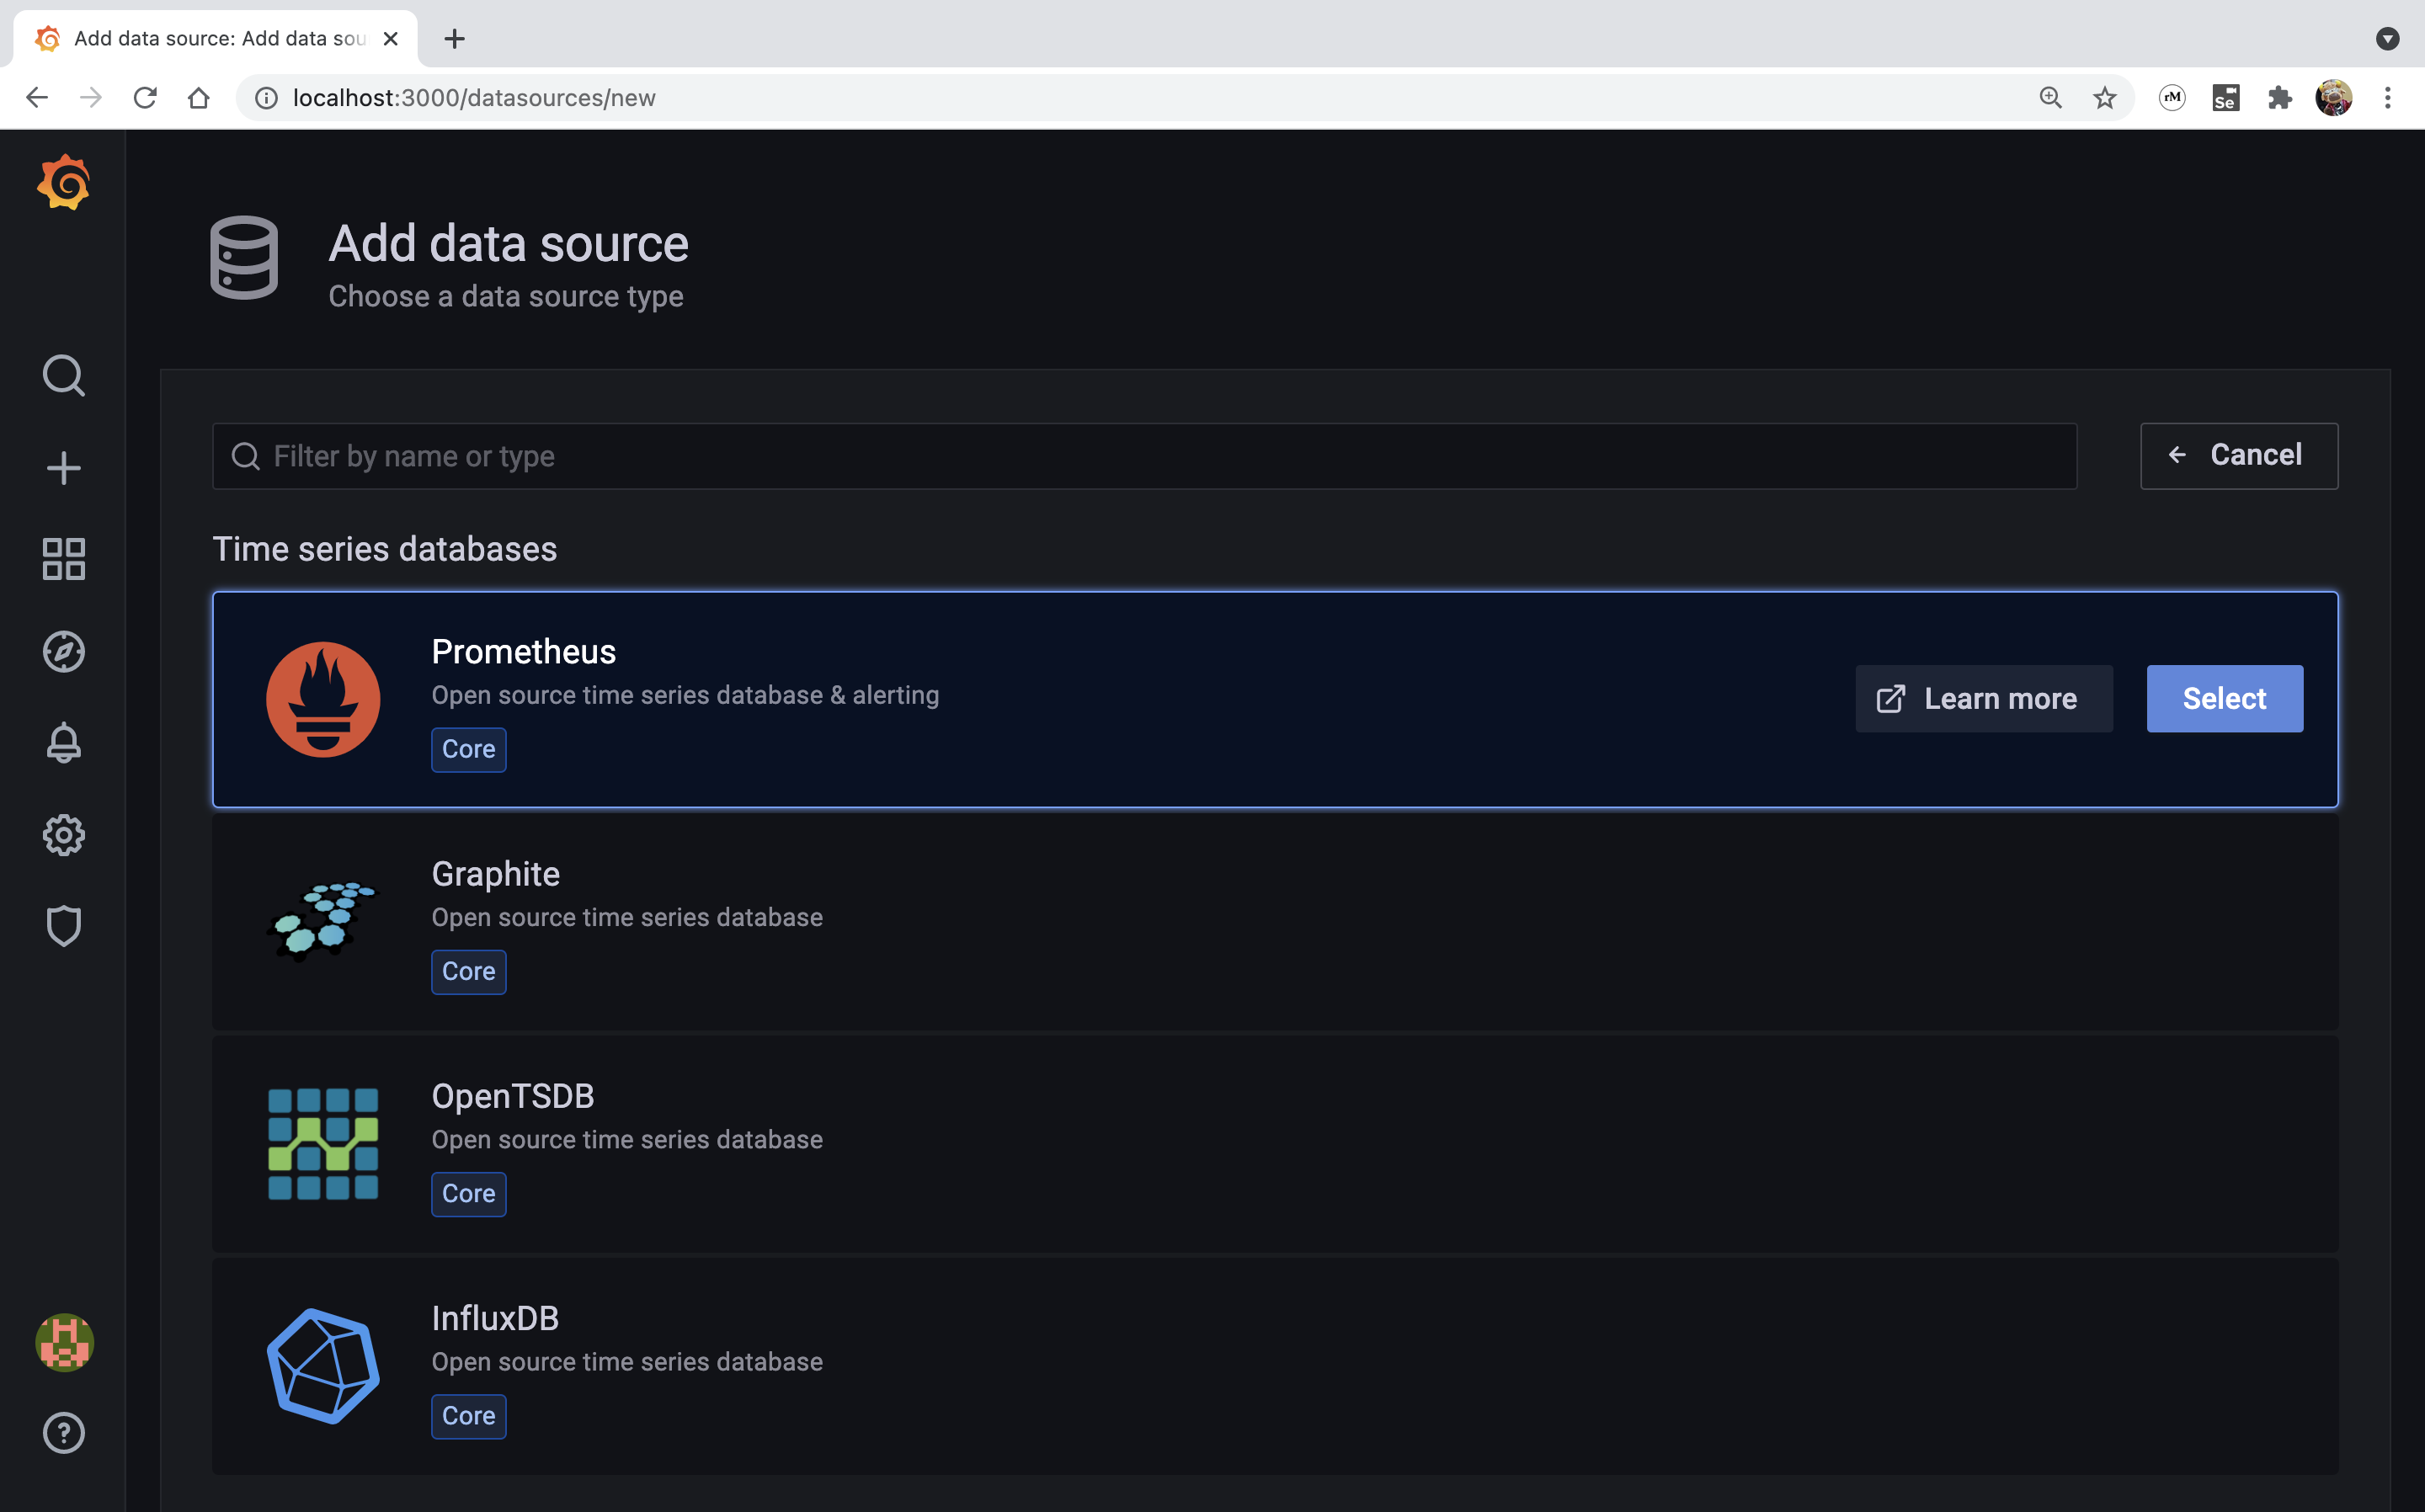 Add data source: Add data sou
localhost:3000/datasources/new
rM
Se
Add data source
Choose a data source type
Filter by name or type
Cancel
Time series databases
Prometheus
Open source time series database & alerting
Core
Learn more
Select
Graphite
Open source time series database
Core
OpenTSDB
Open source time series database
Core
InfluxDB
Open source time series database
Core